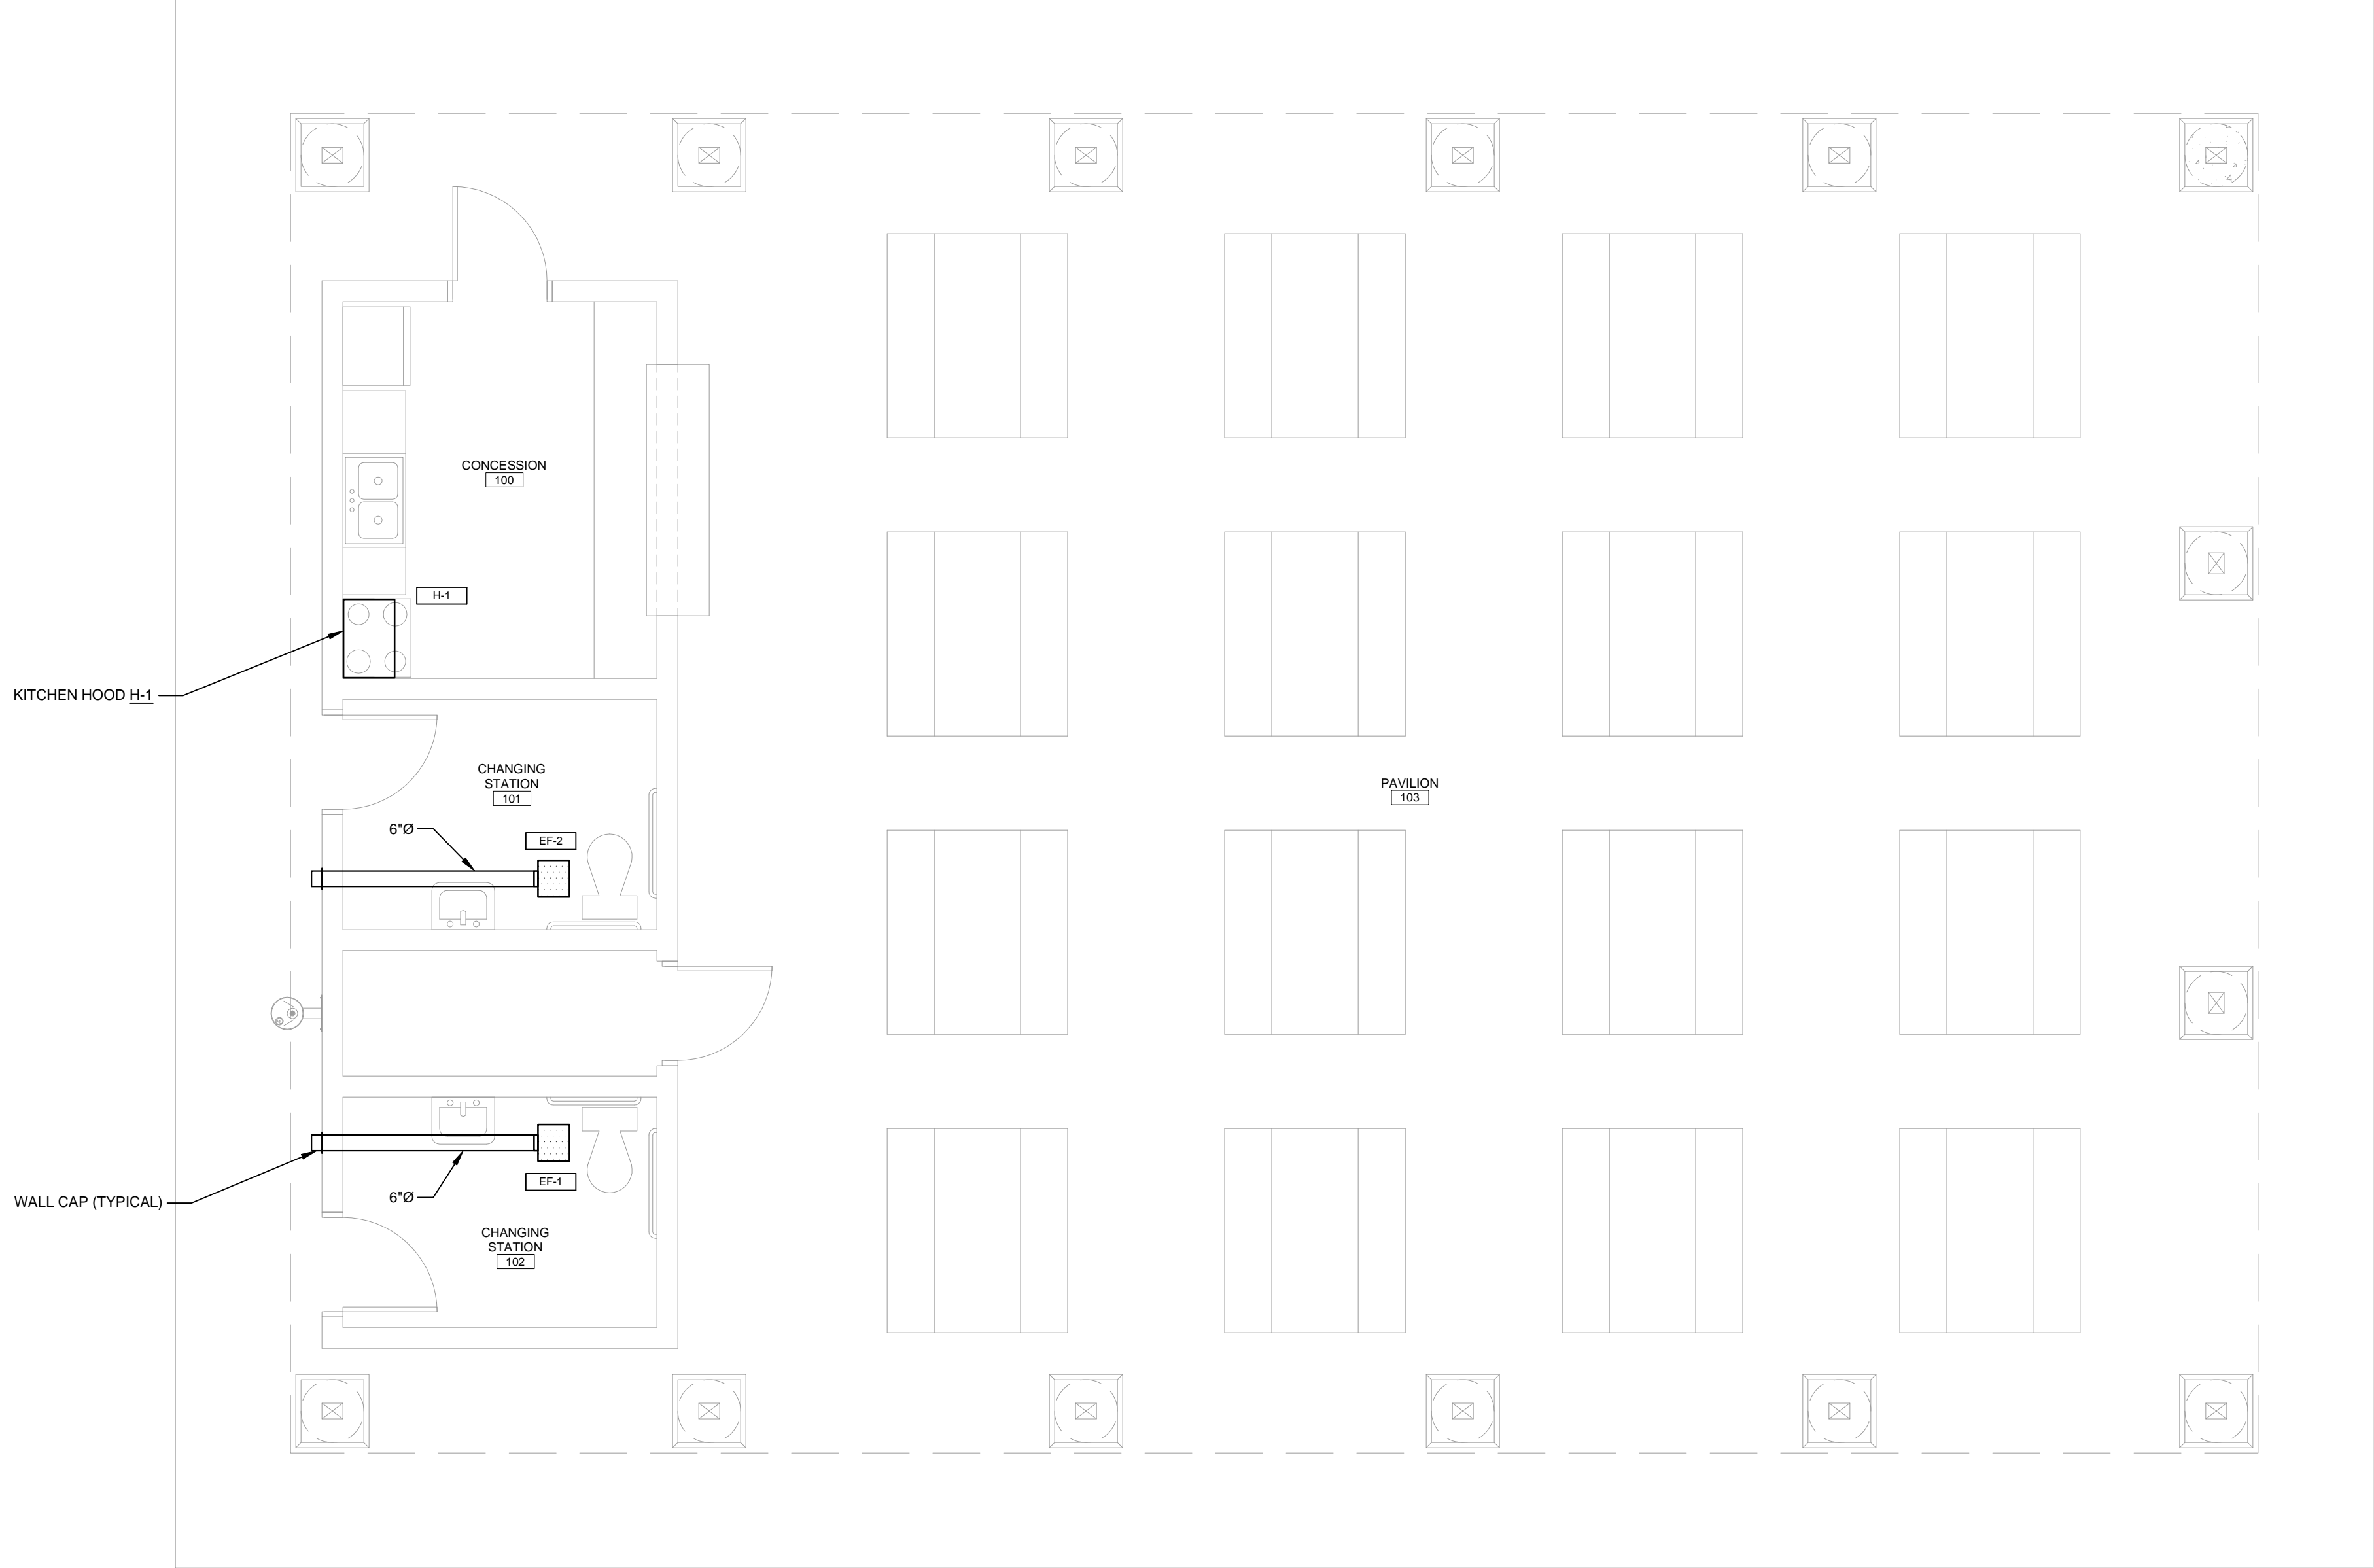 CONCESSION
100
H-1
KITCHEN HOOD H-1
CHANGING
STATION
101
PAVILION
103
6"Ø
EF-2
EF-1
6"Ø
WALL CAP (TYPICAL)
CHANGING
STATION
102